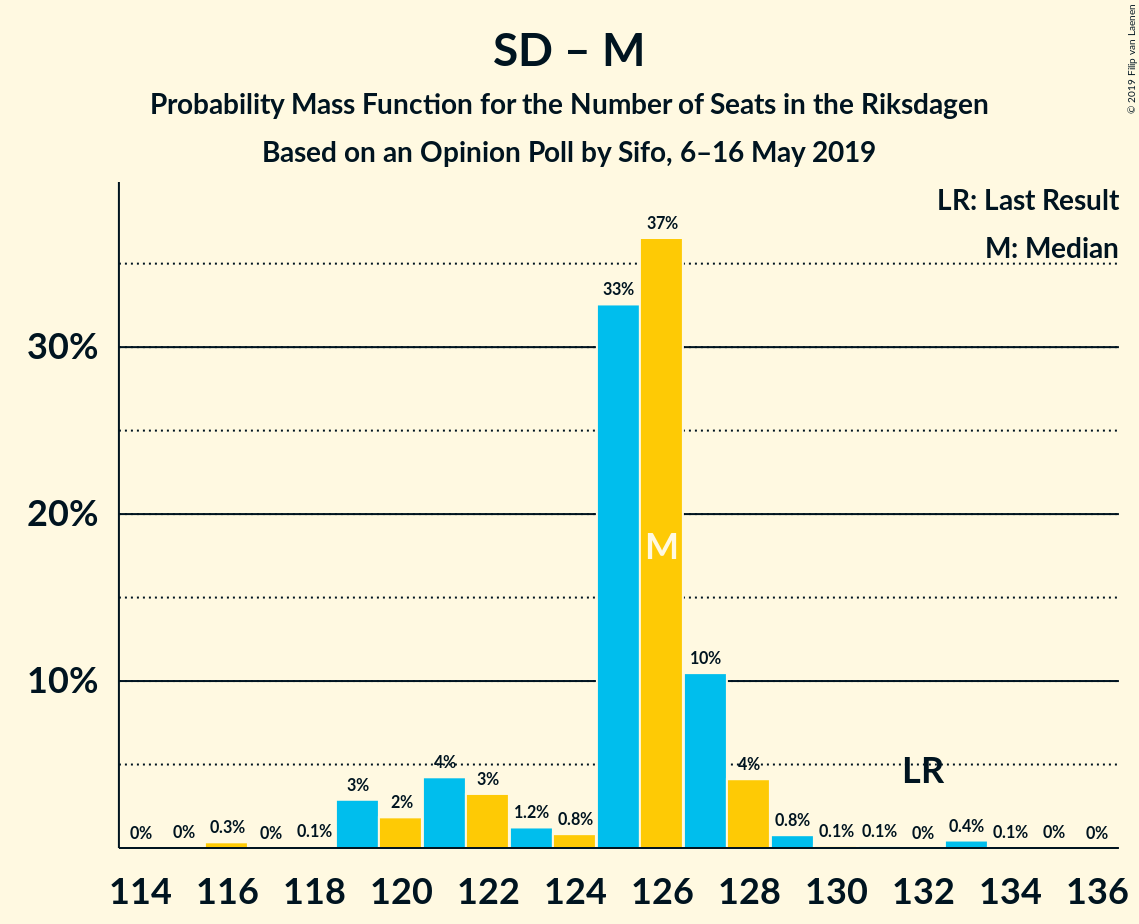 SD – M
Probability Mass Function for the Number of Seats in the Riksdagen
Based on an Opinion Poll by Sifo, 6–16 May 2019
© 2019 Filip van Laenen
LR: Last Result
M: Median
30%
20%
10%
0% 0% 0.3% 0% 0.1% 3% 2% 4% 3% 1.2% 0.8% 33% 37% 10% 4% 0.8% 0.1% 0.1% 0% 0.4% 0.1% 0% 0%
M
LR
114 116 118 120 122 124 126 128 130 132 134 136